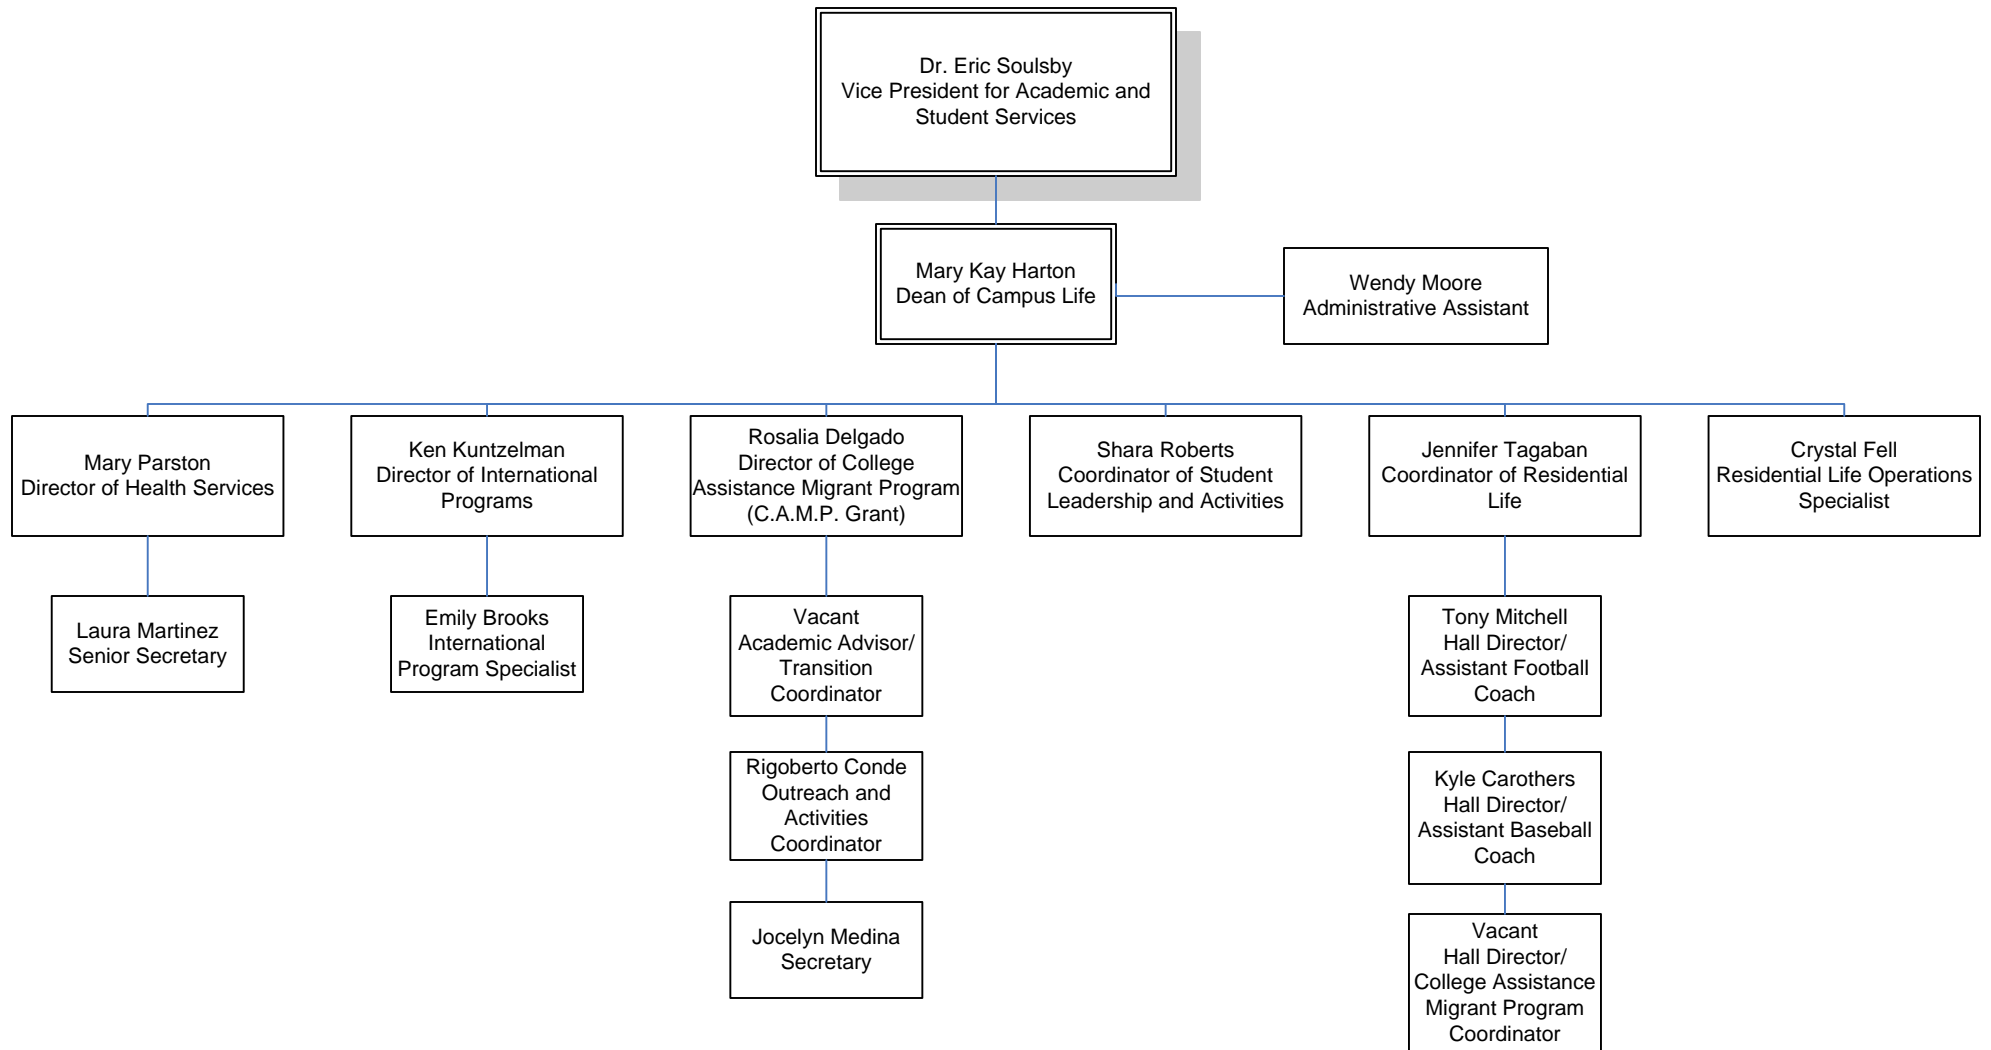 Dr. Eric Soulsby
Vice President for Academic and
Student Services
Mary Kay Harton
Dean of Campus Life
Wendy Moore
Administrative Assistant
Mary Parston
Director of Health Services
Ken Kuntzelman
Director of International
Programs
Rosalia Delgado
Director of College
Assistance Migrant Program
(C.A.M.P. Grant)
Shara Roberts
Coordinator of Student
Leadership and Activities
Jennifer Tagaban
Coordinator of Residential
Life
Crystal Fell
Residential Life Operations
Specialist
Laura Martinez
Senior Secretary
Emily Brooks
International
Program Specialist
Vacant
Academic Advisor/
Transition
Coordinator
Tony Mitchell
Hall Director/
Assistant Football
Coach
Rigoberto Conde
Outreach and
Activities
Coordinator
Kyle Carothers
Hall Director/
Assistant Baseball
Coach
Jocelyn Medina
Secretary
Vacant
Hall Director/
College Assistance
Migrant Program
Coordinator